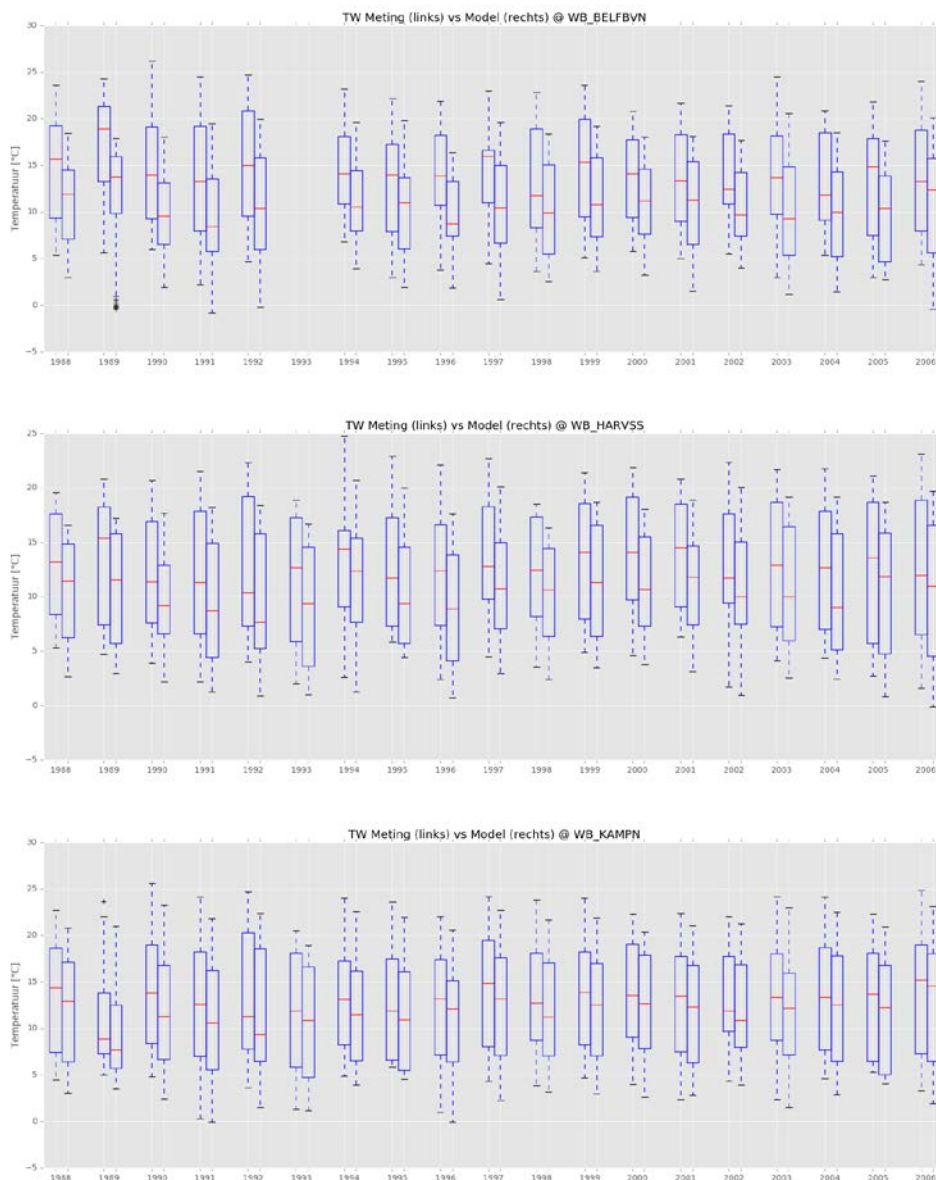 TW Meting (links) vs Model (rechts) @ WB_BELFBVN
30
25
20
15
10
5
0
−5
Temperatuur [°C]
1988 1989 1990 1991 1992 1993 1994 1995 1996 1997 1998 1999 2000 2001 2002 2003 2004 2005 2006
TW Meting (links) vs Model (rechts) @ WB_HARVSS
25
20
15
10
5
0
−5
Temperatuur [°C]
1988 1989 1990 1991 1992 1993 1994 1995 1996 1997 1998 1999 2000 2001 2002 2003 2004 2005 2006
TW Meting (links) vs Model (rechts) @ WB_KAMPN
30
25
20
15
10
5
0
−5
Temperatuur [°C]
1988 1989 1990 1991 1992 1993 1994 1995 1996 1997 1998 1999 2000 2001 2002 2003 2004 2005 2006